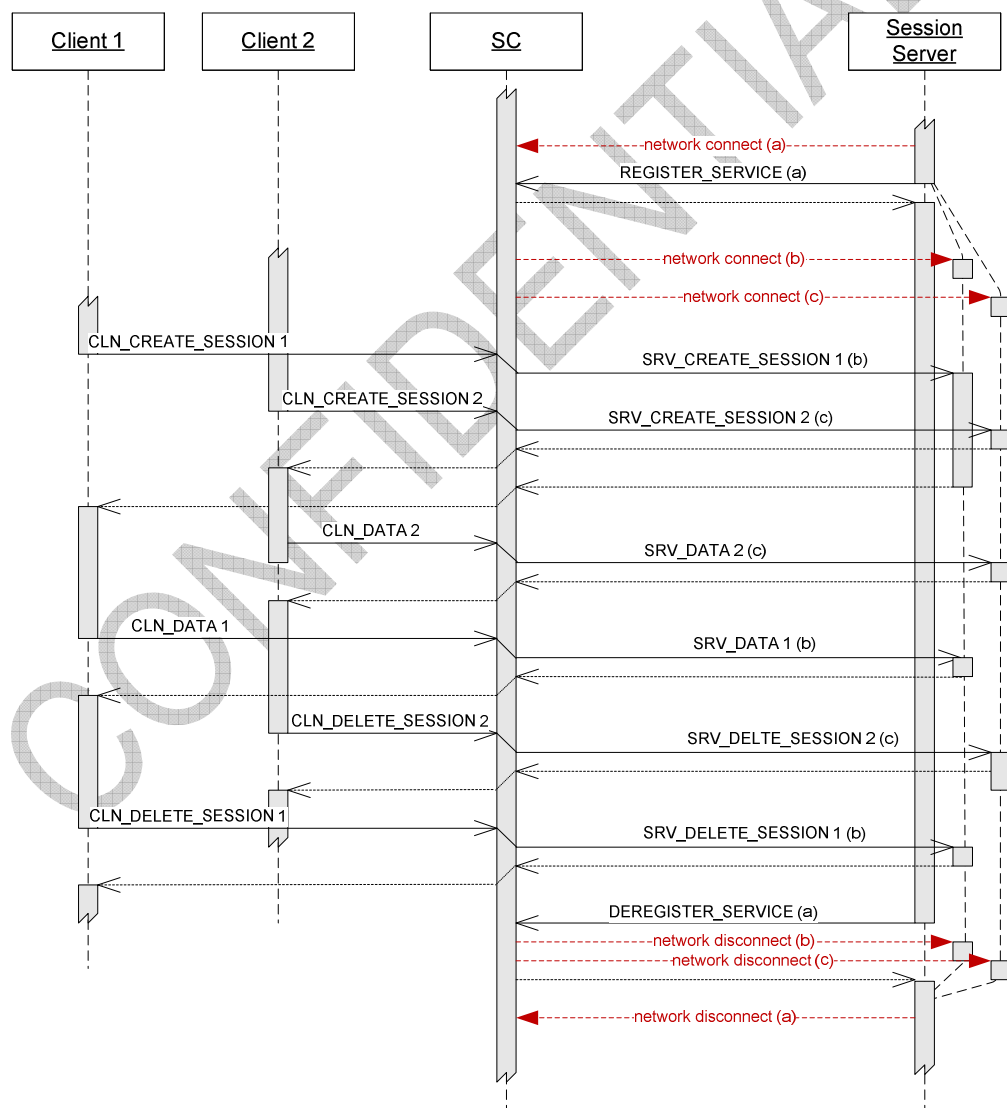 Client 1
Client 2
SC
Session
Server
network connect (a)
REGISTER_SERVICE (a)
network connect (b)
network connect (c)
CLN_CREATE_SESSION 1
SRV_CREATE_SESSION 1 (b)
CLN_CREATE_SESSION 2
SRV_CREATE_SESSION 2 (c)
CLN_DATA 2
SRV_DATA 2 (c)
CLN_DATA 1
SRV_DATA 1 (b)
CLN_DELETE_SESSION 2
SRV_DELTE_SESSION 2 (c)
CLN_DELETE_SESSION 1
SRV_DELETE_SESSION 1 (b)
DEREGISTER_SERVICE (a)
network disconnect (b)
network disconnect (c)
network disconnect (a)
CONFIDENTIA